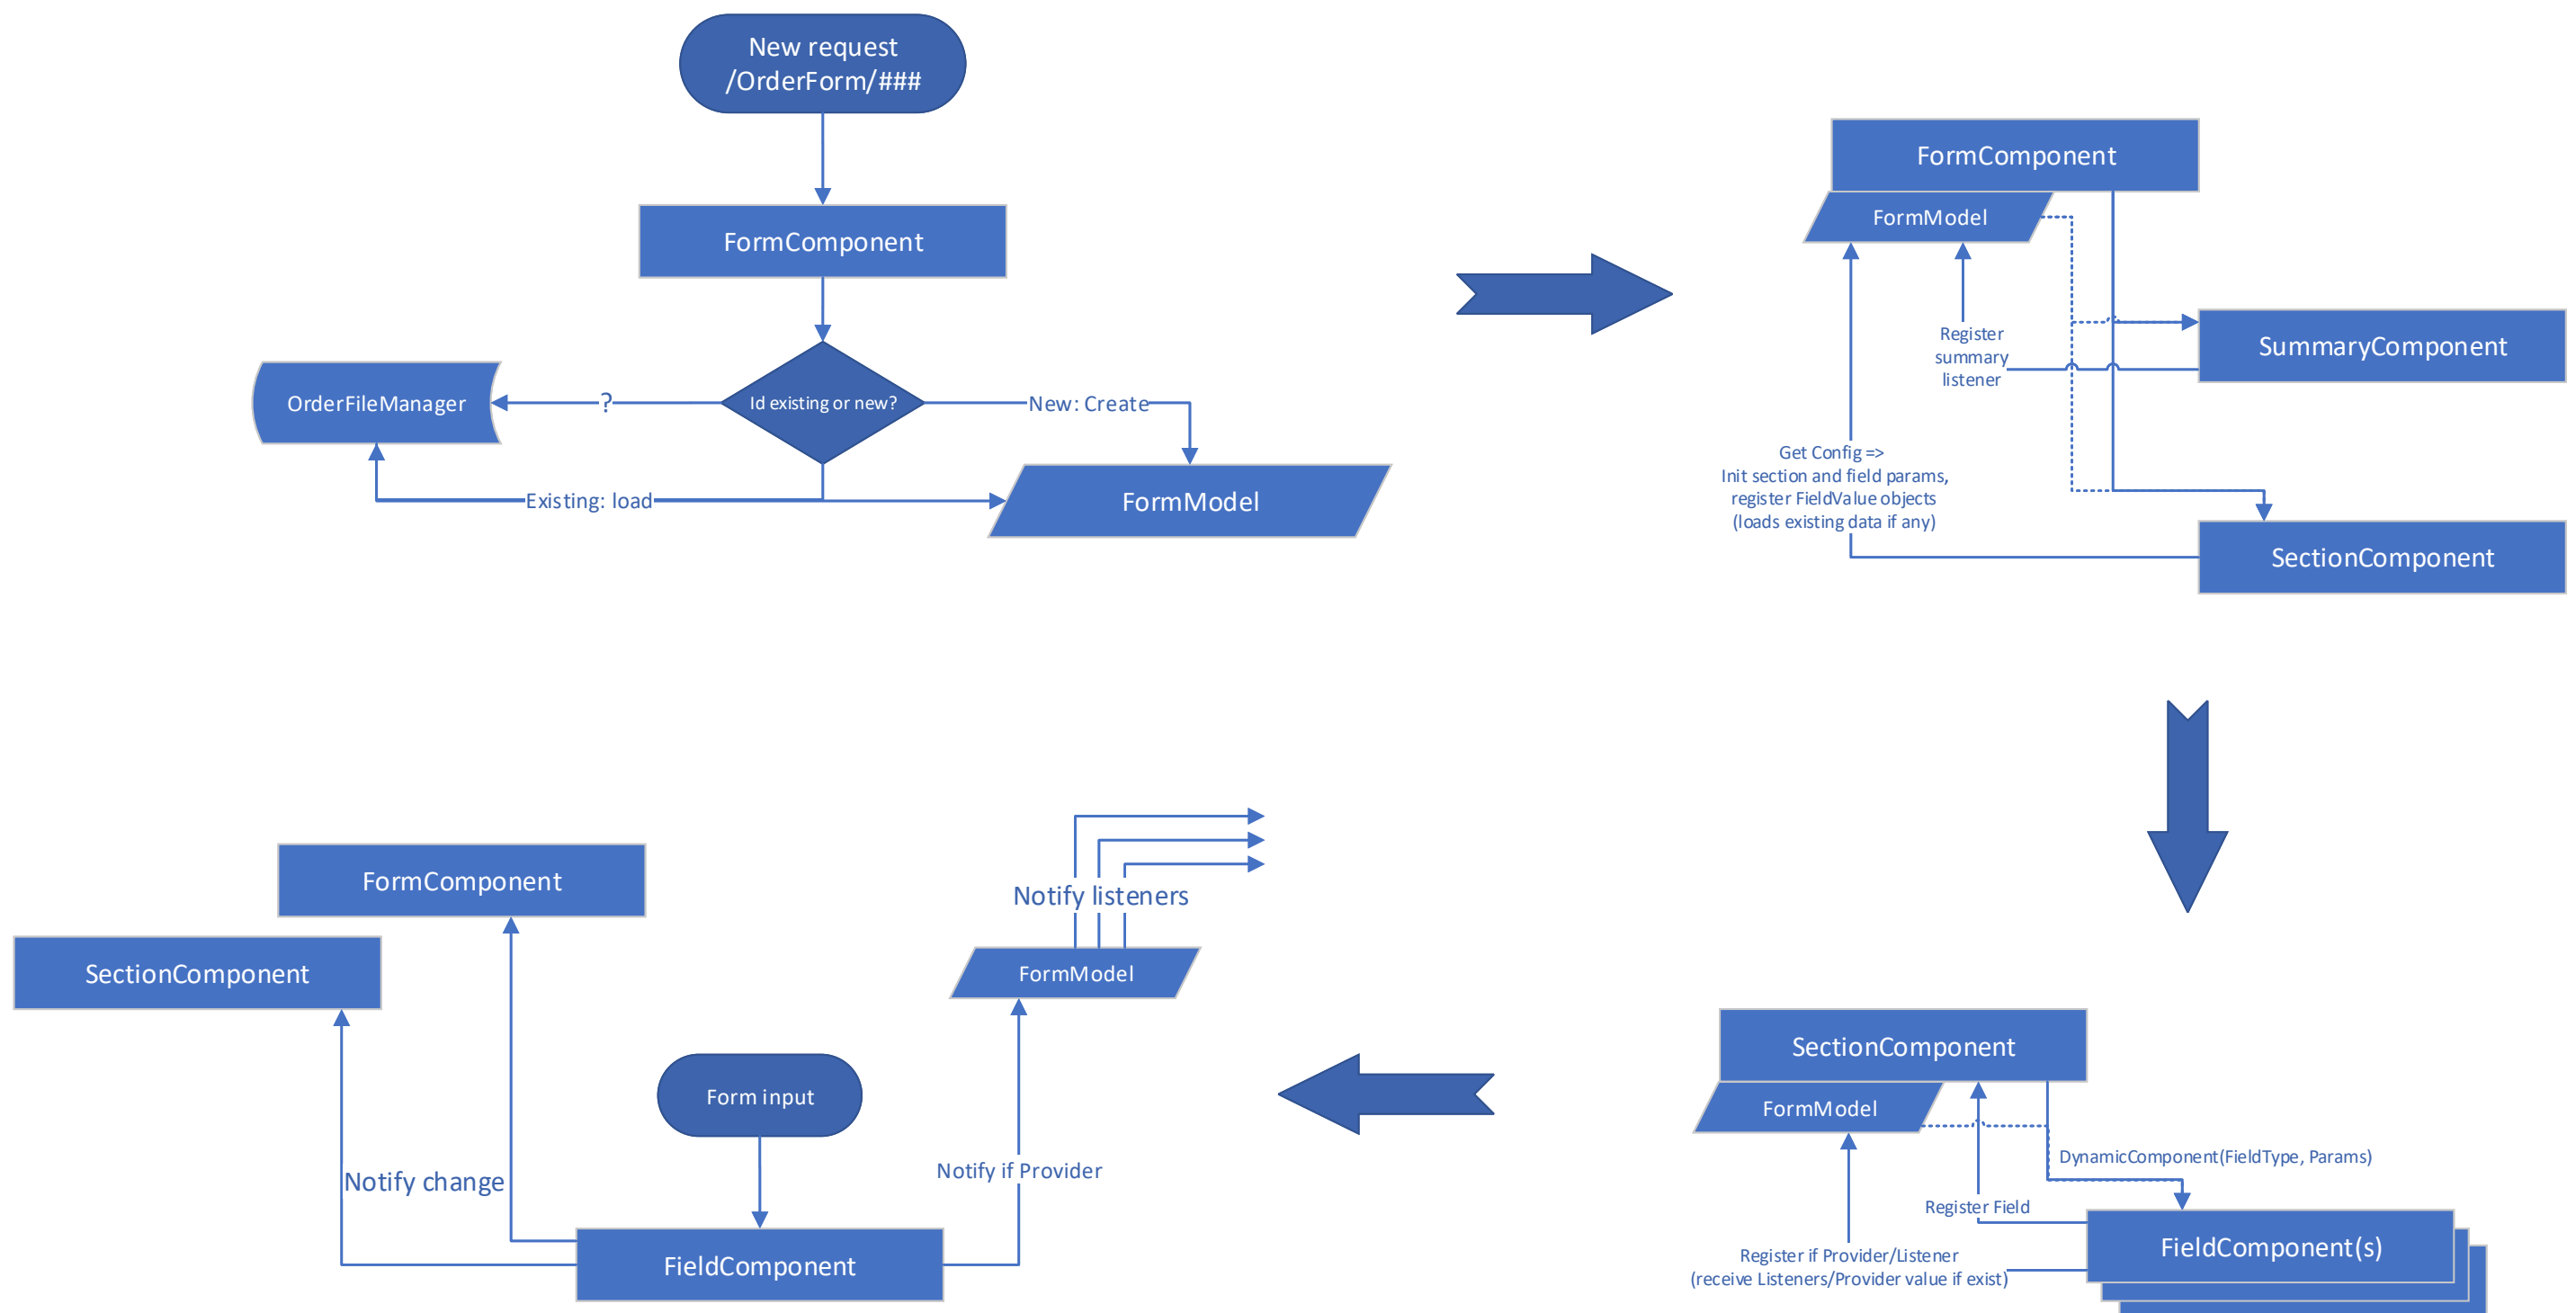 New request
/OrderForm/###
FormComponent
Id existing or new?
?
OrderFileManager
New: Create
Existing: load
FormModel
FormComponent
FormModel
Register
summary
listener
SummaryComponent
Get Config =>
Init section and field params,
register FieldValue objects
(loads existing data if any)
SectionComponent
SectionComponent
FormModel
DynamicComponent(FieldType, Params)
Register Field
FieldComponent(s)
Register if Provider/Listener
(receive Listeners/Provider value if exist)
FormComponent
SectionComponent
Notify listeners
FormModel
Form input
Notify if Provider
Notify change
FieldComponent